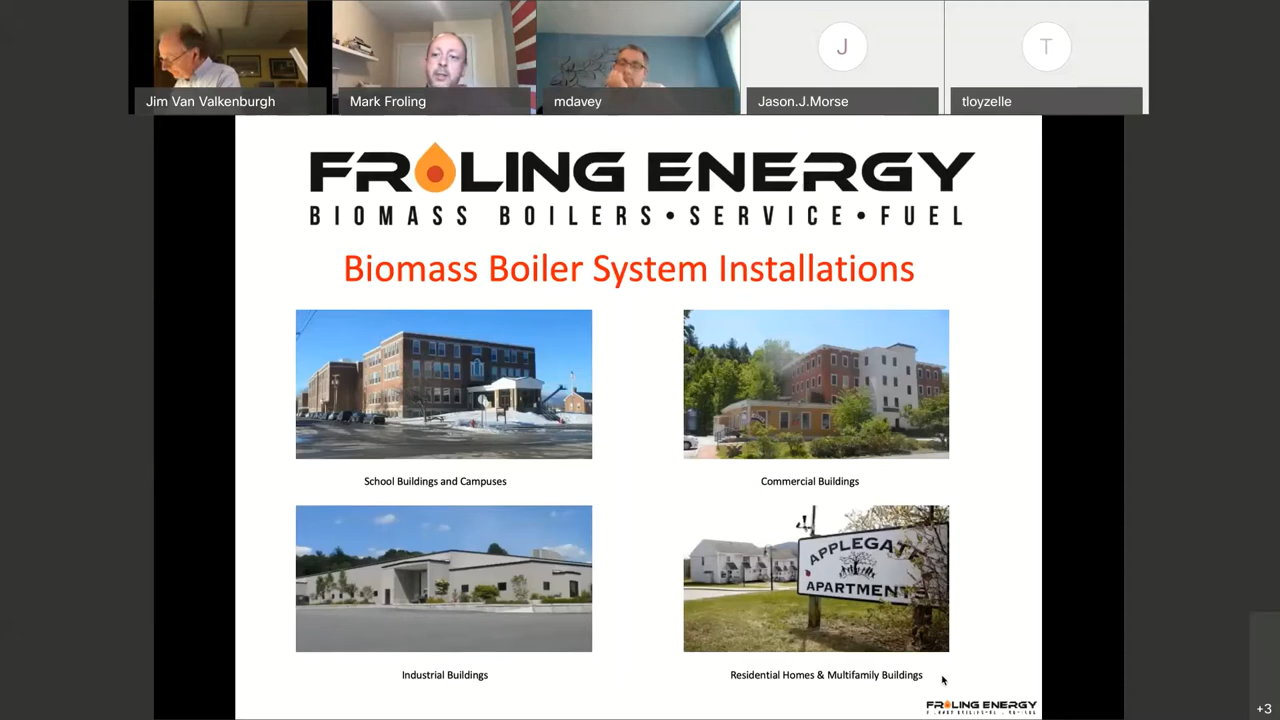 Jim Van Valkenburgh
Mark Froling
mdavey
J
Jason.J.Morse
T
tloyzelle
FROLING ENERGY
BIOMASS BOILERS•SERVICE•FUEL
Biomass Boiler System Installations
School Buildings and Campuses
Commercial Buildings
APPLEGATE
APARTMENTS
Industrial Buildings
Residential Homes & Multifamily Buildings
FROLING ENERGY
+3